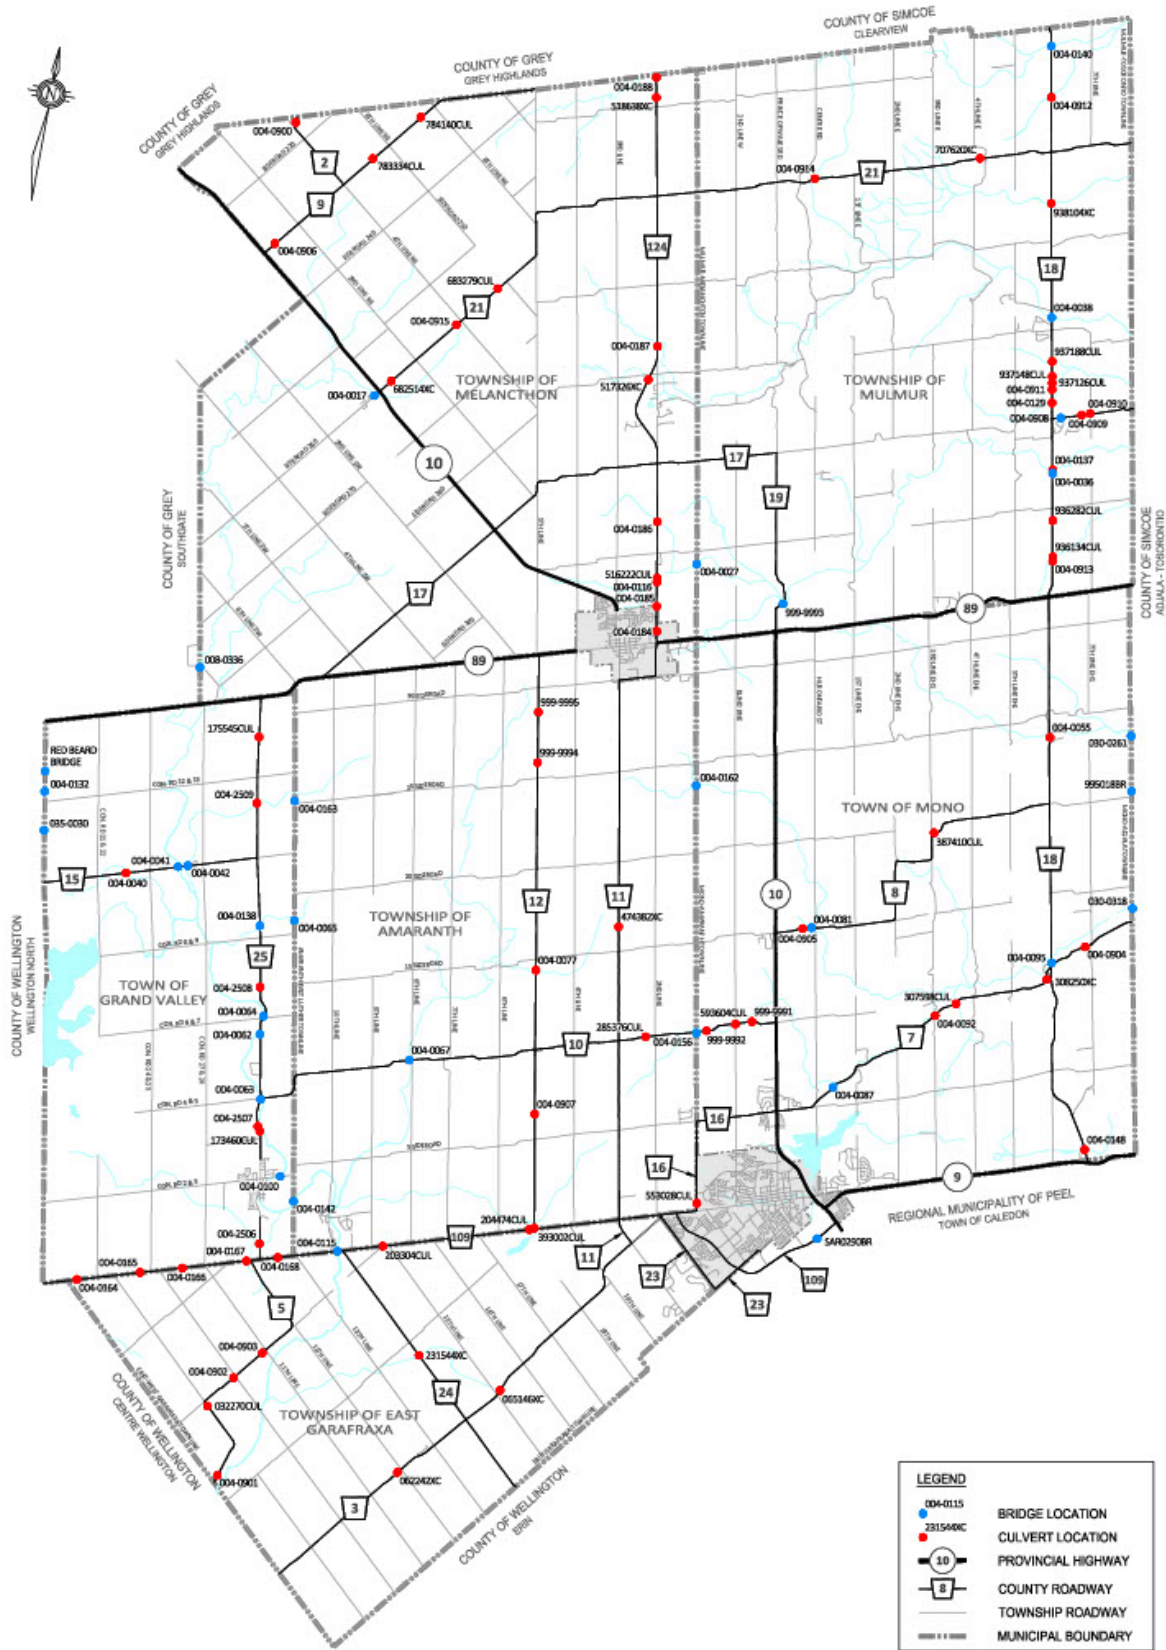 COUNTY OF SIMCOE
CLEARVIEW
COUNTY OF GREY
GREY HIGHLANDS
COUNTY OF GREY
GREY HIGHLANDS
N
004-0140
004-0188
518638XC
004-0912
784140CUL
004-0900
783334CUL
2
9
707620XC
004-0914
21
938104XC
004-0906
124
18
683279CUL
21
004-0915
004-0038
004-0187
937188CUL
937148CUL
937126CUL
004-0911
004-0129
004-0910
004-0908
004-0909
682514XC
004-0017
517326XC
TOWNSHIP OF
MELANCTHON
TOWNSHIP OF
MULMUR
10
17
19
004-0137
004-0036
COUNTY OF GREY
SOUTHGATE
004-0186
936282CUL
936134CUL
004-0913
COUNTY OF SIMCOE
ADJALA - TOSORONTIO
516222CUL
004-0116
004-0185
004-0027
17
999-9993
89
004-0184
89
008-0336
999-9995
175545CUL
004-0055
030-0261
RED BEARD
BRIDGE
999-9994
004-0132
004-2509
004-0163
004-0162
995018BR
035-0030
TOWN OF MONO
387410CUL
004-0041
004-0042
15
004-0040
18
12
11
10
8
030-0318
004-0138
004-0065
TOWNSHIP OF
AMARANTH
474382XC
004-0081
004-0905
25
004-0904
004-0095
004-0077
308250XC
COUNTY OF WELLINGTON
WELLINGTON NORTH
TOWN OF
GRAND VALLEY
004-2508
004-0064
004-0062
307598CUL
004-0092
593604CUL
999-9991
285376CUL
004-0156
999-9992
10
7
004-0067
004-0063
004-0087
004-0907
16
004-2507
173460CUL
004-0148
16
004-0100
9
553028CUL
004-0142
REGIONAL MUNICIPALITY OF PEEL
TOWN OF CALEDON
204474CUL
393002CUL
004-2506
109
004-0115
203304CUL
11
SAR0290BR
004-0167
004-0168
004-0165
004-0166
004-0164
23
109
23
5
004-0903
231544XC
004-0902
24
065146XC
032270CUL
TOWNSHIP OF EAST
GARAFRAXA
COUNTY OF WELLINGTON
CENTRE WELLINGTON
004-0901
062242XC
3
COUNTY OF WELLINGTON
ERIN
LEGEND
004-0115
BRIDGE LOCATION
231544XC
CULVERT LOCATION
10
PROVINCIAL HIGHWAY
8
COUNTY ROADWAY
TOWNSHIP ROADWAY
MUNICIPAL BOUNDARY